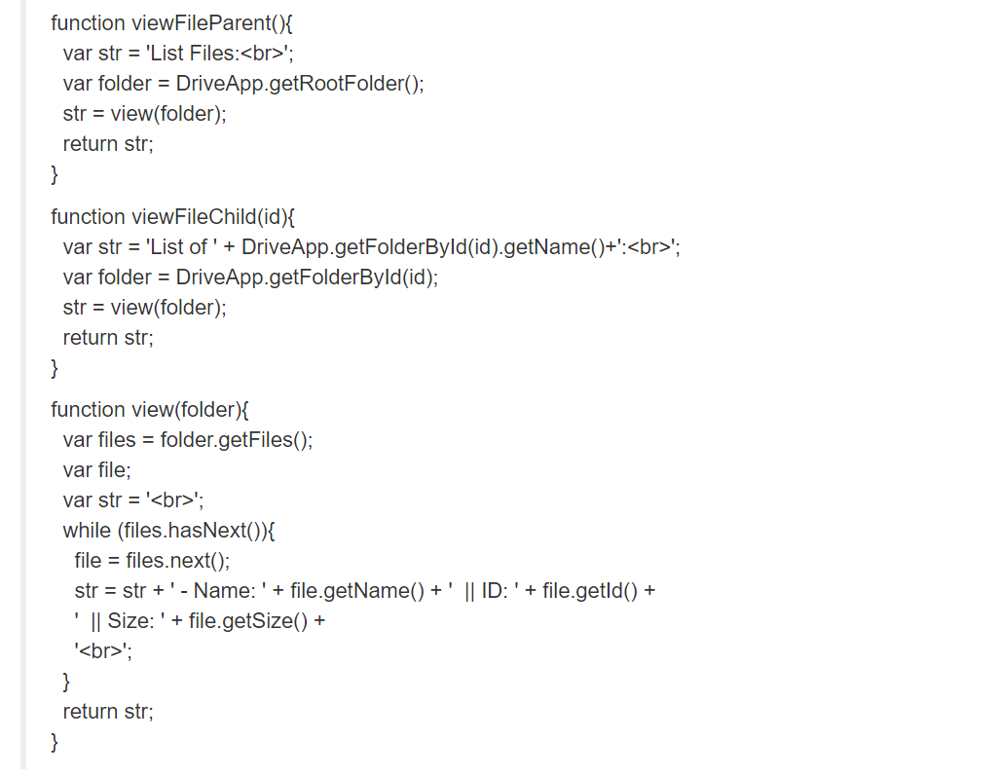 function viewFileParent(){
var str = 'List Files:<br>';
var folder = DriveApp.getRootFolder();
str = view(folder);
return str;
}
function viewFileChild(id){
var str = 'List of ' + DriveApp.getFolderById(id).getName()+':<br>';
var folder = DriveApp.getFolderById(id);
str = view(folder);
return str;
}
function view(folder){
var files = folder.getFiles();
var file;
var str = '<br>';
while (files.hasNext()){
file = files.next();
str = str + ' - Name: ' + file.getName() + '  || ID: ' + file.getId() +
'  || Size: ' + file.getSize() +
'<br>';
}
return str;
}